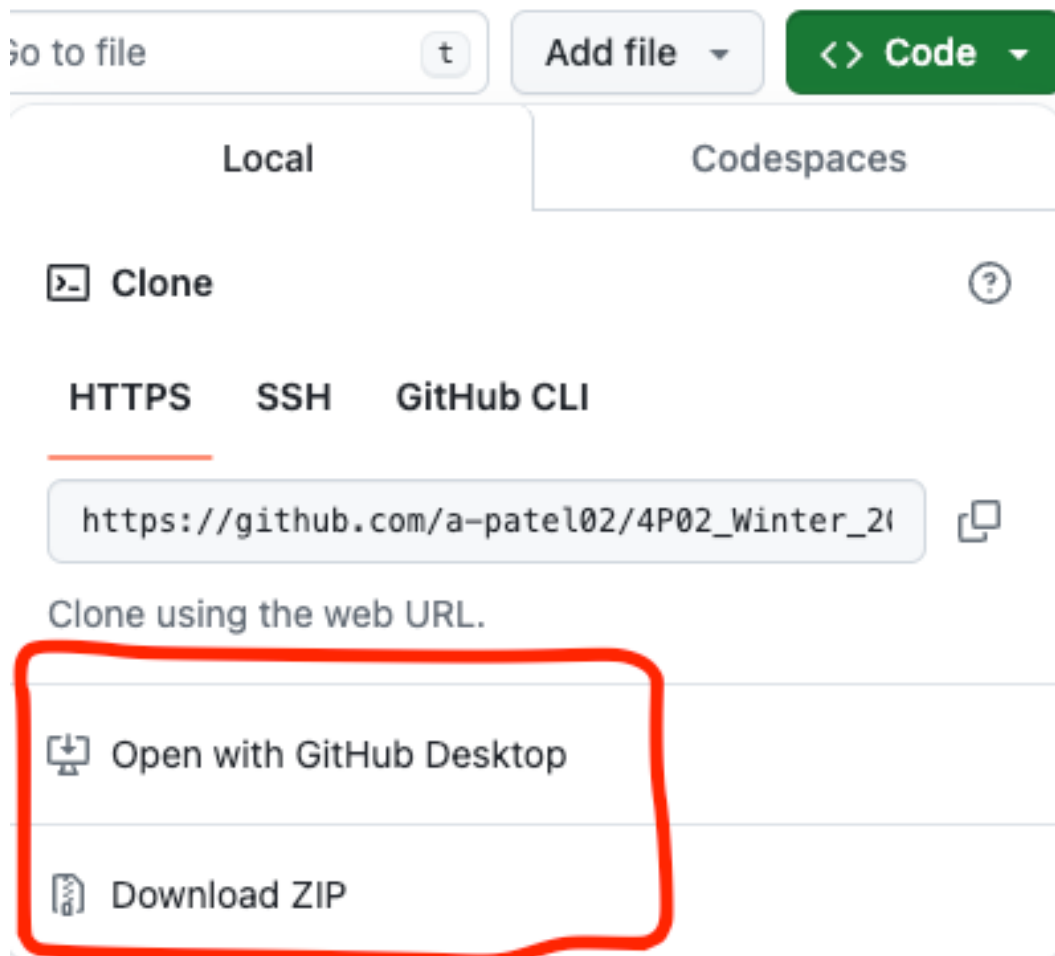 to file
t
Add file
<> Code
Local
Codespaces
Clone
HTTPS SSH GitHub CLI
https://github.com/a-patel02/4P02_Winter_2
Clone using the web URL.
Open with GitHub Desktop
Download ZIP